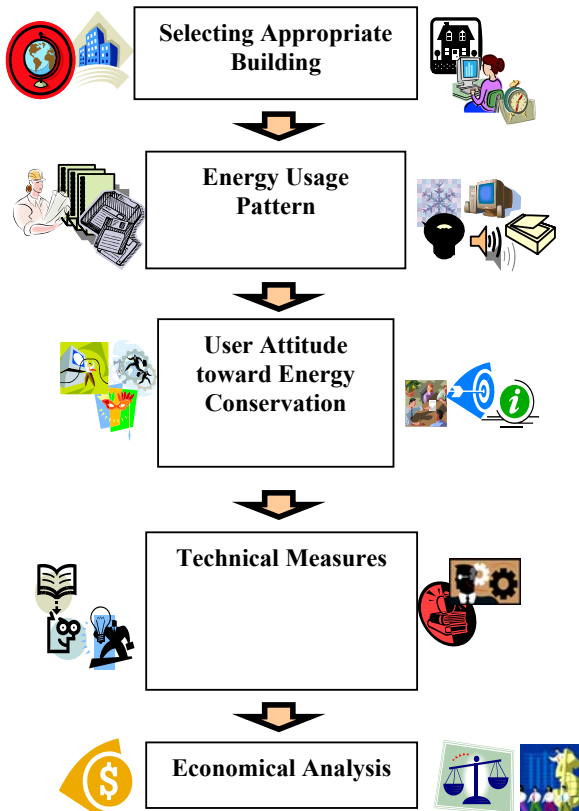 Selecting Appropriate
Building
Energy Usage
Pattern
User Attitude
toward Energy
Conservation
i
Technical Measures
$
Economical Analysis